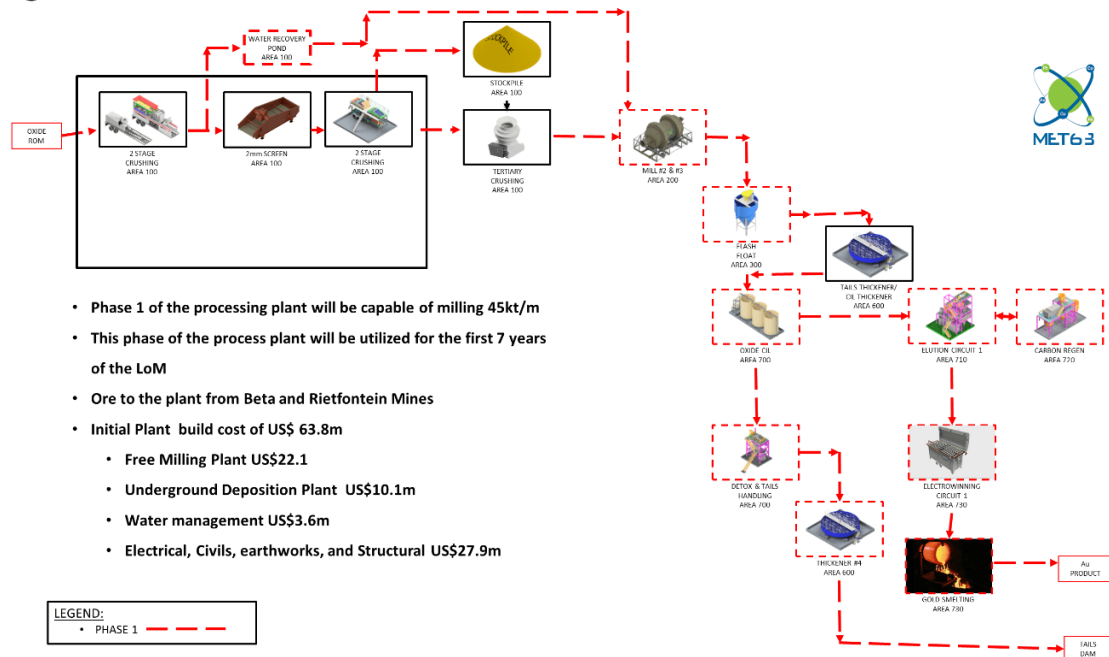 WATER RECOVERY
POND
AREA 100
STOCKPILE
STOCKPILE
AREA 100
OXIDE
ROM
2 STAGE
CRUSHING
AREA 100
2mm SCREEN
AREA 100
2 STAGE
CRUSHING
AREA 100
TERTIARY
CRUSHING
AREA 100
MILL #2 & #3
AREA 200
MET63
FLASH
FLOAT
AREA 300
TAILS THICKENER/
CIL THICKENER
AREA 600
OXIDE CIL
AREA 700
ELUTION CIRCUIT 1
AREA 710
CARBON REGEN
AREA 720
• Phase 1 of the processing plant will be capable of milling 45kt/m
• This phase of the process plant will be utilized for the first 7 years
of the LoM
• Ore to the plant from Beta and Rietfontein Mines
• Initial Plant build cost of US$ 63.8m
• Free Milling Plant US$22.1
• Underground Deposition Plant US$10.1m
• Water management US$3.6m
• Electrical, Civils, earthworks, and Structural US$27.9m
DETOX & TAILS
HANDLING
AREA 700
ELECTROWINNING
CIRCUIT 1
AREA 730
THICKENER #4
AREA 600
GOLD SMELTING
AREA 730
Au
PRODUCT
TAILS
DAM
LEGEND:
• PHASE 1